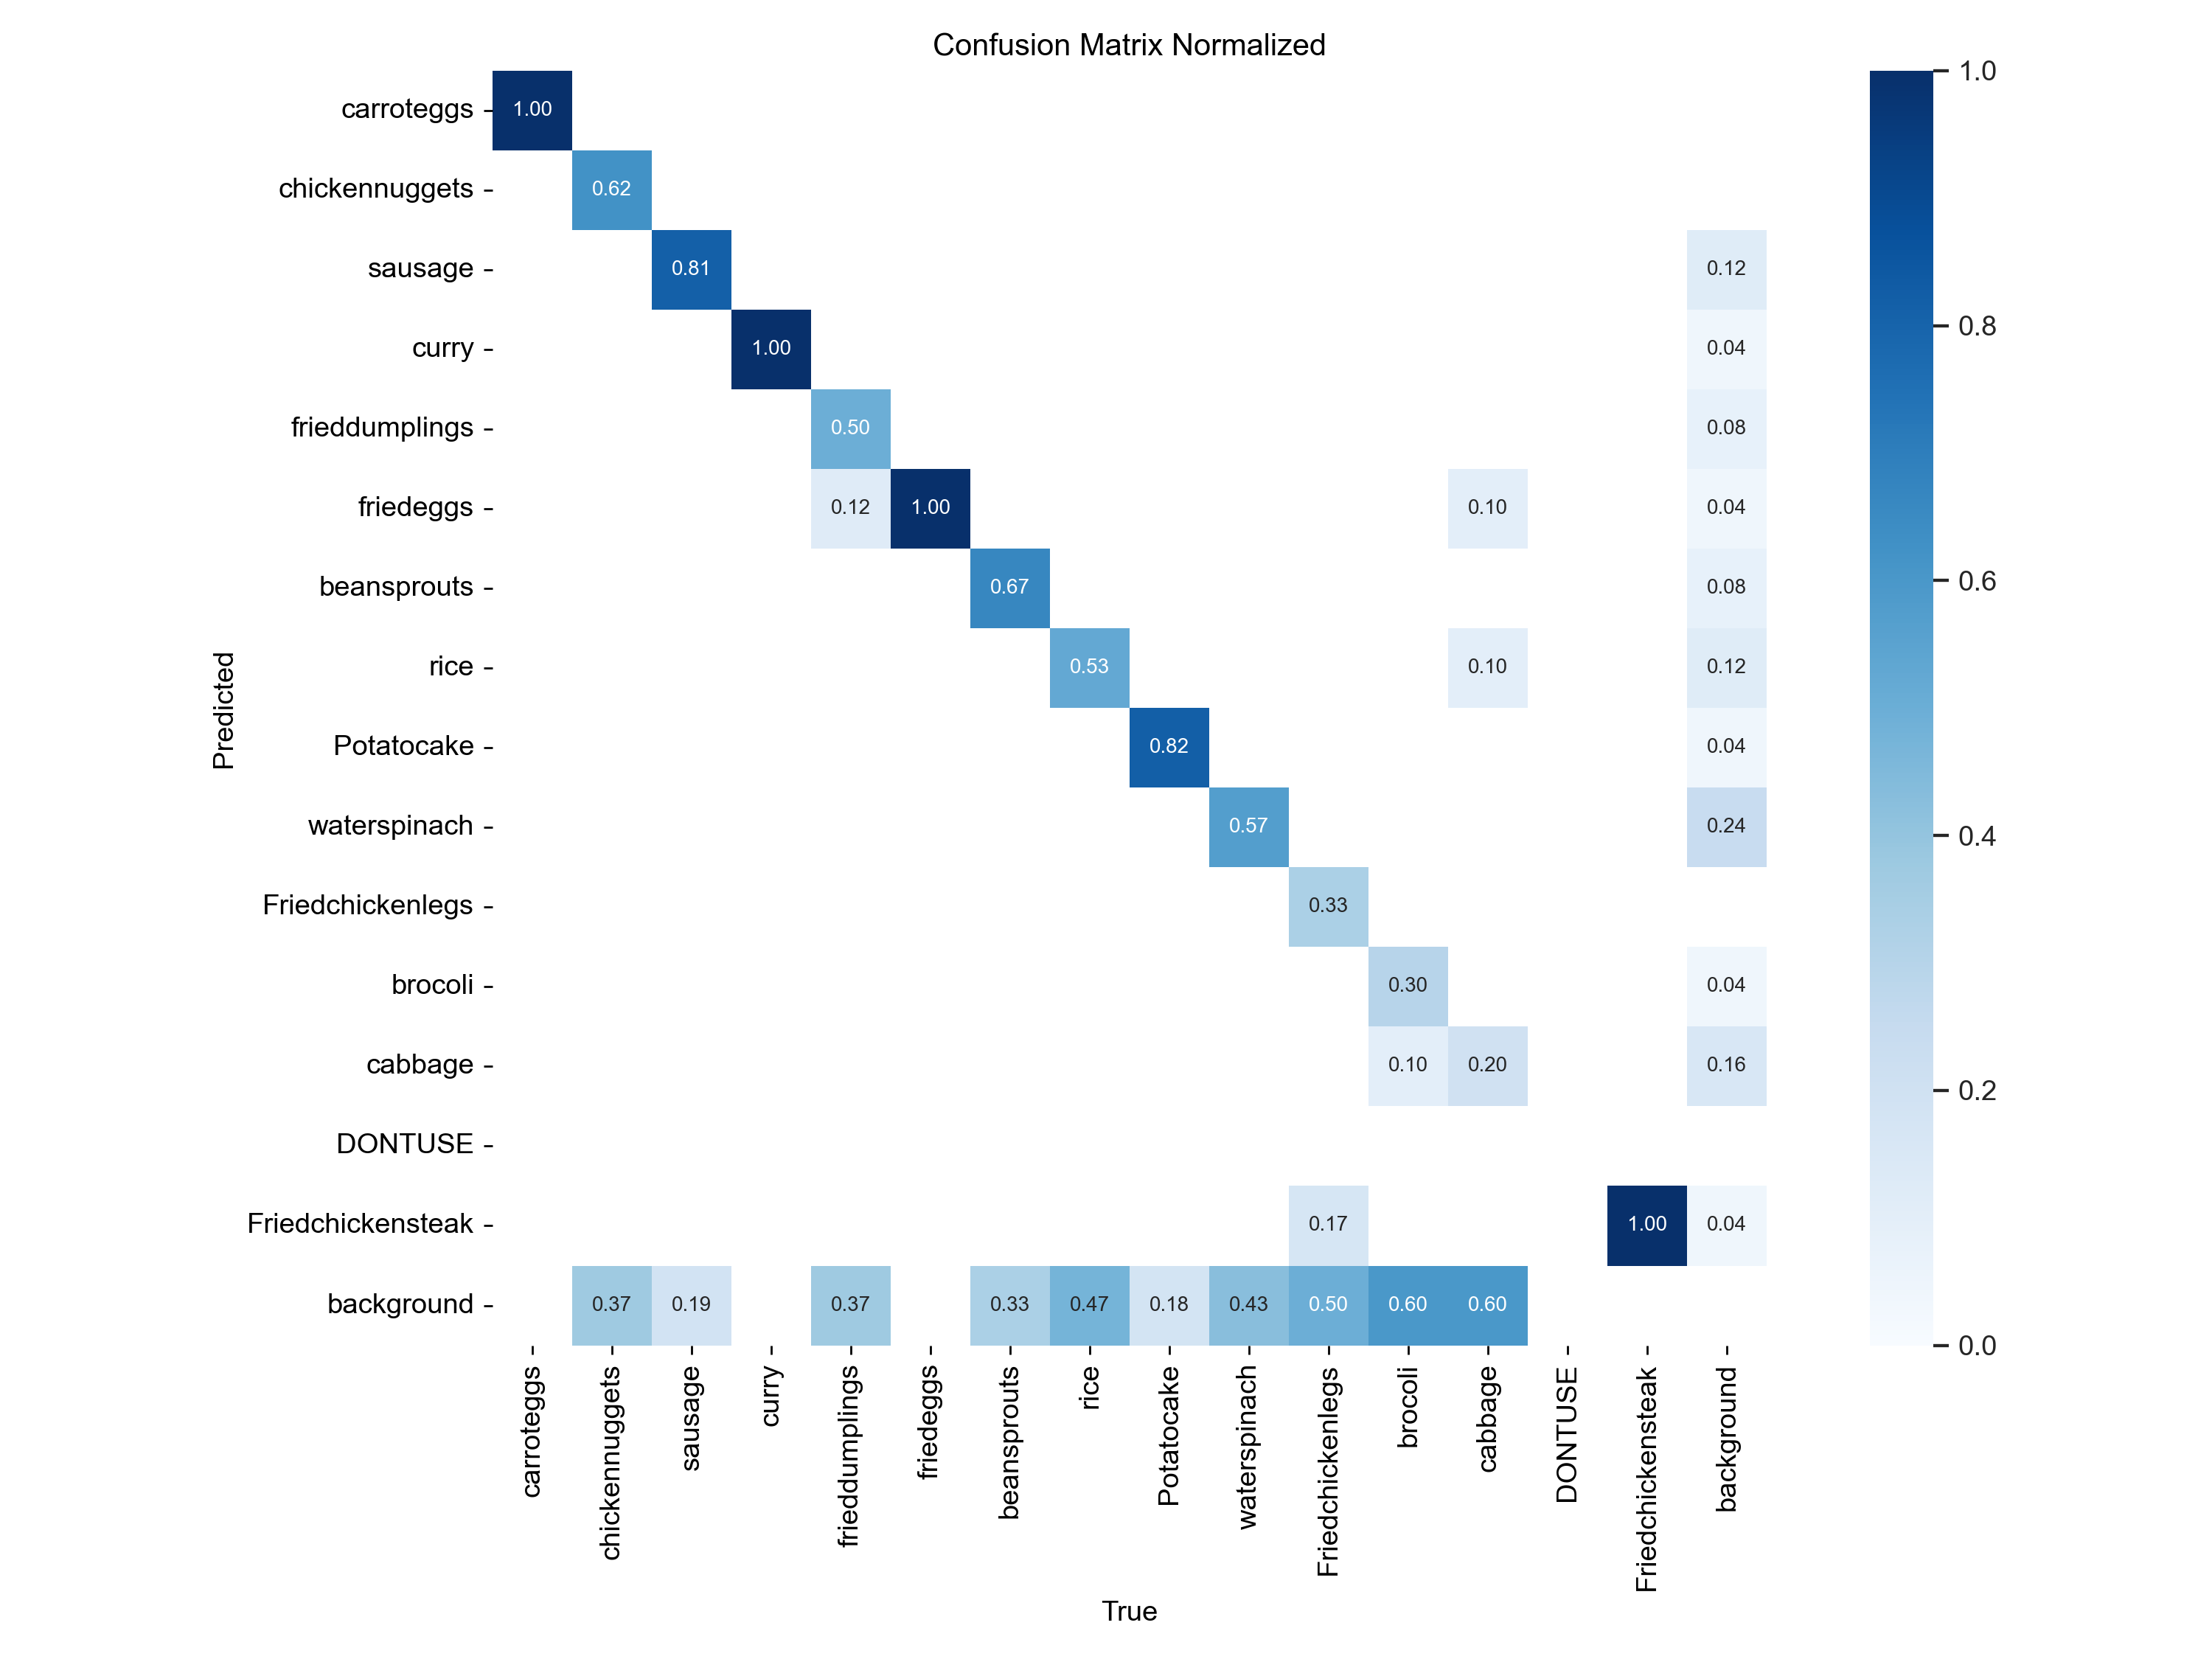 Confusion Matrix Normalized
carroteggs 1.00
chickennuggets 0.62
sausage 0.81 0.12
curry 1.00 0.04
frieddumplings 0.50 0.08
friedeggs 0.12 1.00 0.10 0.04
beansprouts 0.67 0.08
rice 0.53 0.10 0.12
Potatocake 0.82 0.04
waterspinach 0.57 0.24
Friedchickenlegs 0.33
brocoli 0.30 0.04
cabbage 0.10 0.20 0.16
DONTUSE
Friedchickensteak 0.17 1.00 0.04
background 0.37 0.19 0.37 0.33 0.47 0.18 0.43 0.50 0.60 0.60
Predicted
carroteggs
chickennuggets
sausage
curry
frieddumplings
friedeggs
beansprouts
rice
Potatocake
waterspinach
Friedchickenlegs
brocoli
cabbage
DONTUSE
Friedchickensteak
background
True
1.0
0.8
0.6
0.4
0.2
0.0